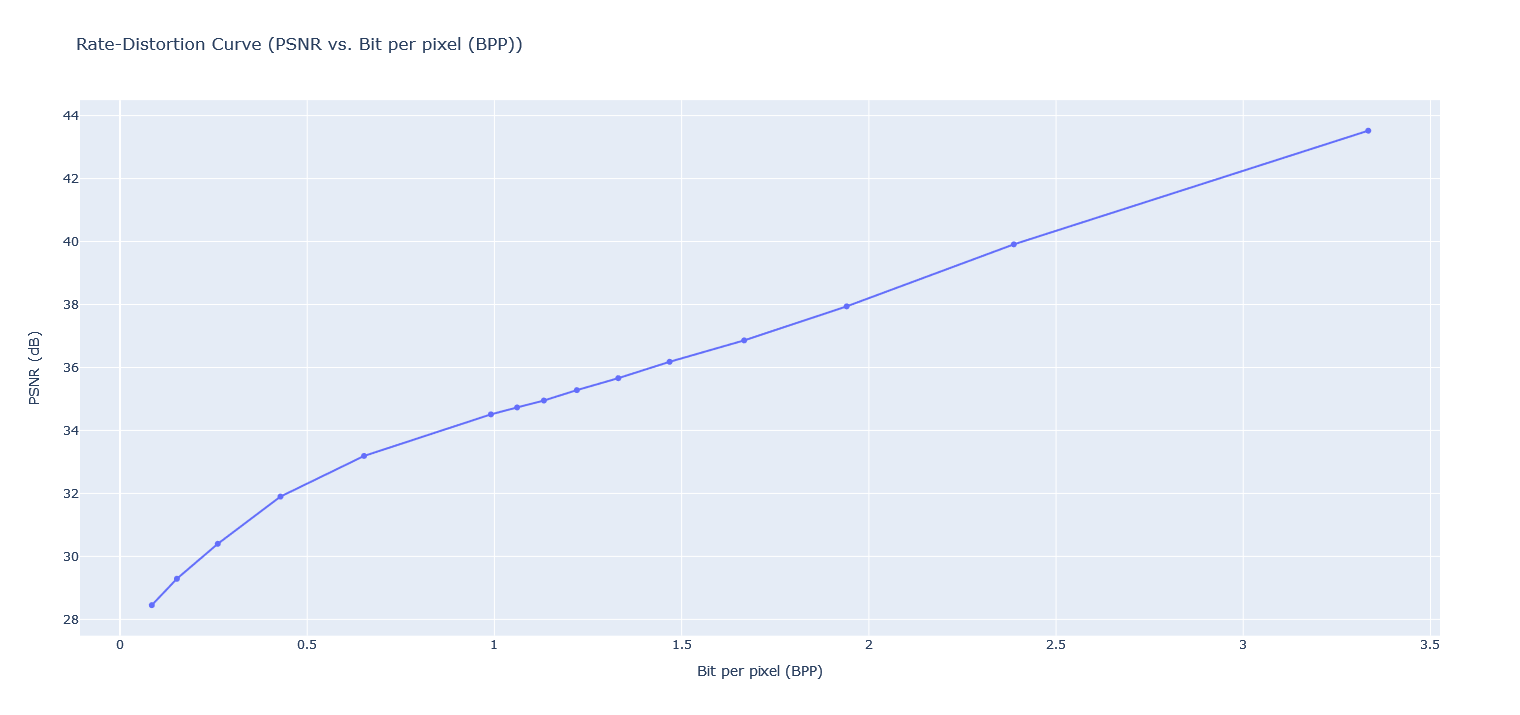 Rate-Distortion Curve (PSNR vs. Bit per pixel (BPP))
44
42
40
38
36
34
32
30
28
PSNR (dB)
0 0.5 1 1.5 2 2.5 3 3.5
Bit per pixel (BPP)